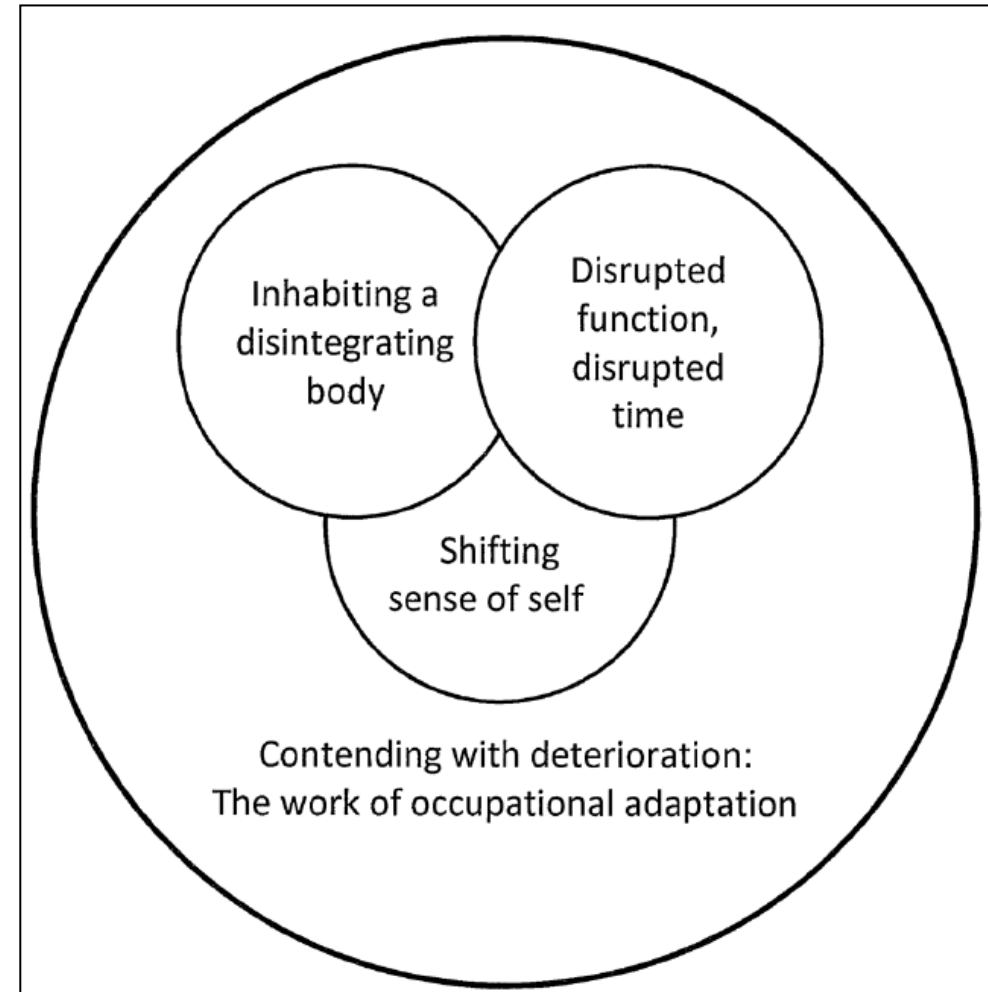 Inhabiting a
disintegrating
body
Disrupted
function,
disrupted
time
Shifting
sense of self
Contending with deterioration:
The work of occupational adaptation